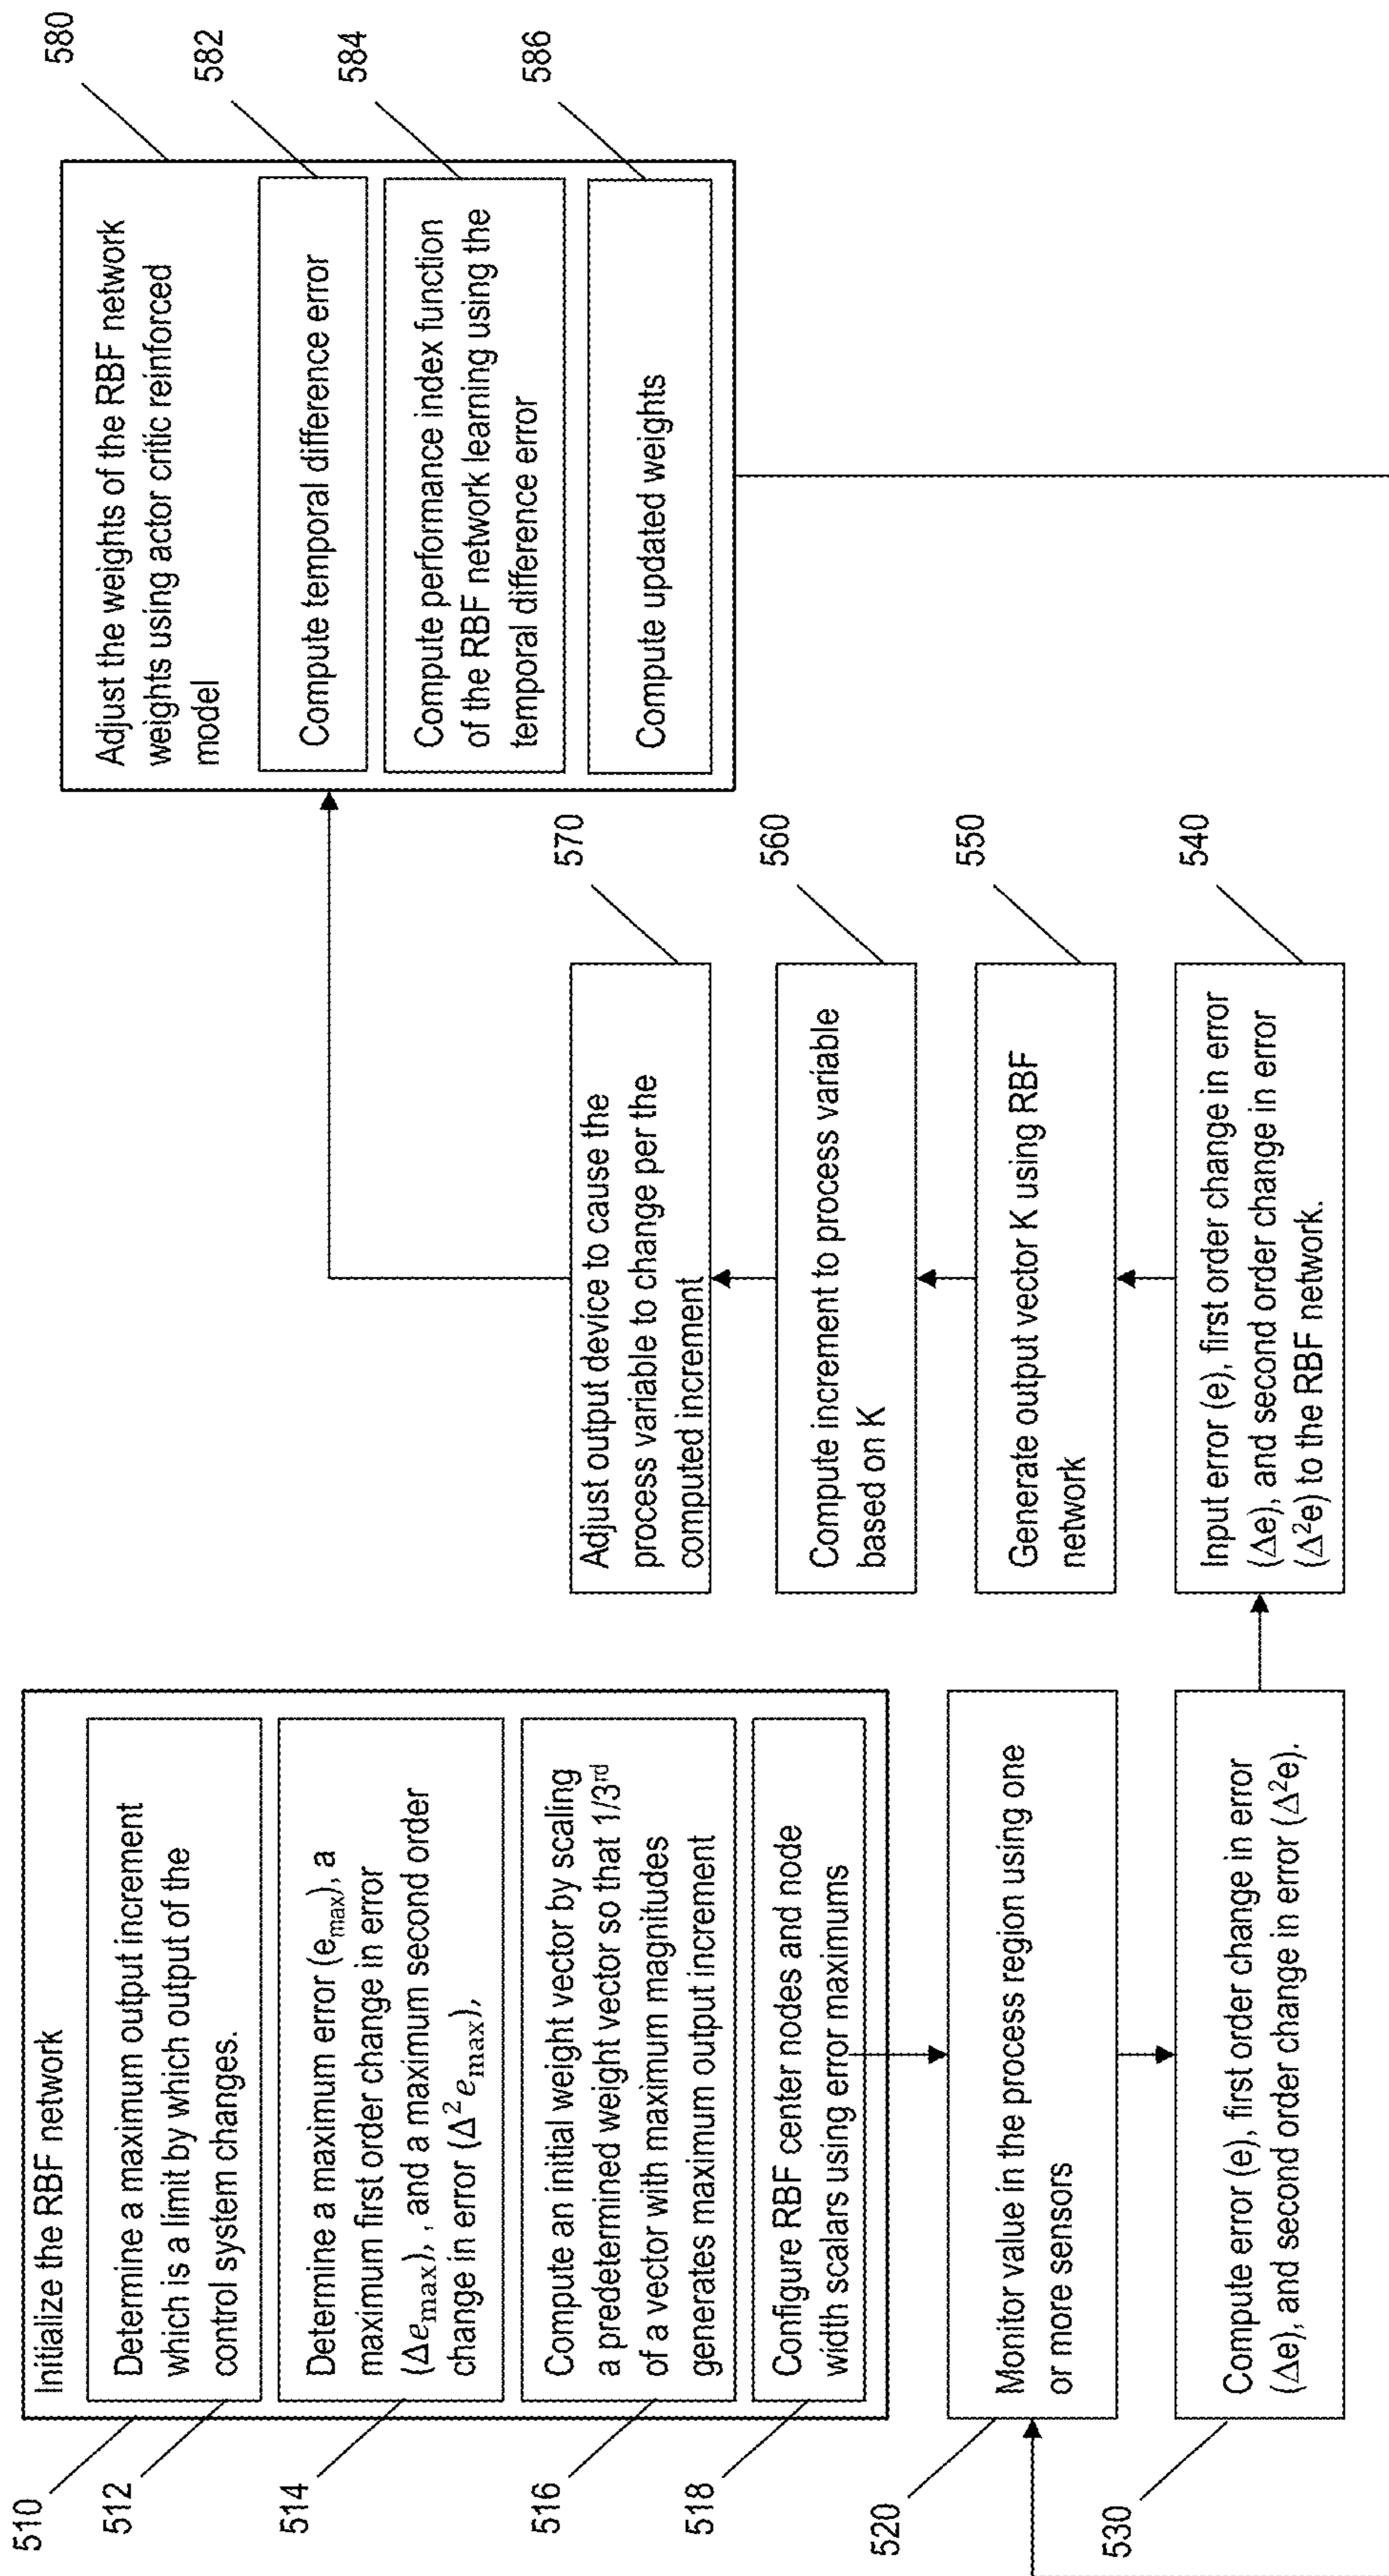 510
Initialize the RBF network
512
Determine a maximum output increment
which is a limit by which output of the
control system changes.
514
Determine a maximum error (eₘₐₓ), a
maximum first order change in error
(Δeₘₐₓ), , and a maximum second order
change in error (Δ²eₘₐₓ),
516
Compute an initial weight vector by scaling
a predetermined weight vector so that 1/3ʳᵈ
of a vector with maximum magnitudes
generates maximum output increment
518
Configure RBF center nodes and node
width scalars using error maximums
520
Monitor value in the process region using one
or more sensors
530
Compute error (e), first order change in error
(Δe), and second order change in error (Δ²e).
540
Input error (e), first order change in error
(Δe), and second order change in error
(Δ²e) to the RBF network.
550
Generate output vector K using RBF
network
560
Compute increment to process variable
based on K
570
Adjust output device to cause the
process variable to change per the
computed increment
580
Adjust the weights of the RBF network
weights using actor critic reinforced
model
582
Compute temporal difference error
584
Compute performance index function
of the RBF network learning using the
temporal difference error
586
Compute updated weights